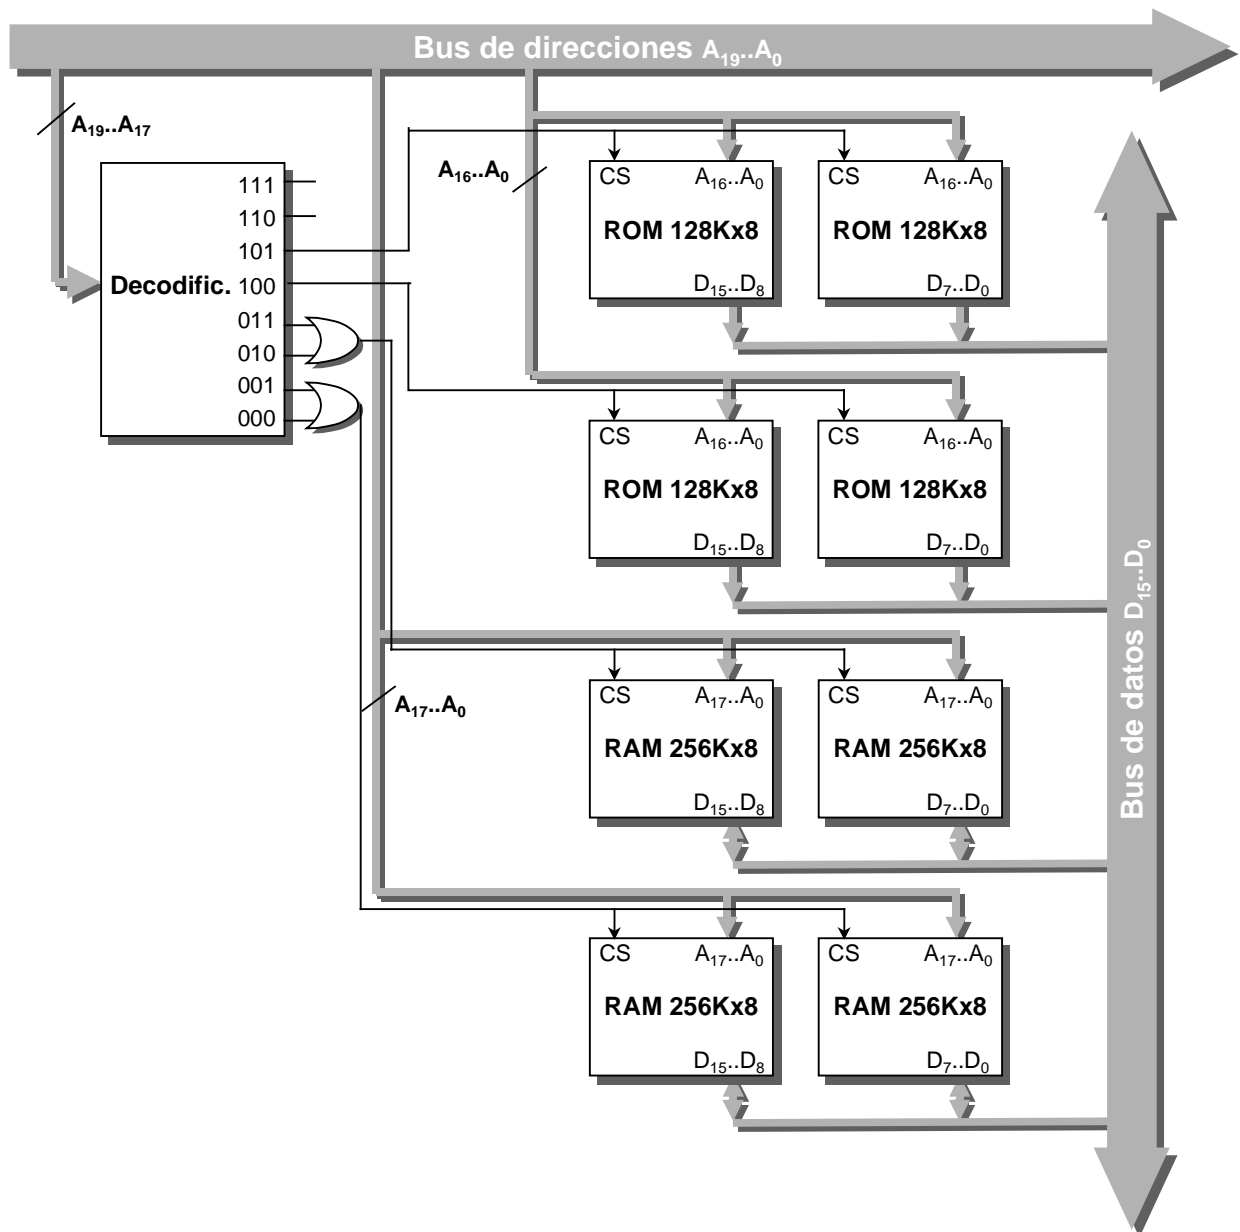 Bus de direcciones A₁₉..A₀
A₁₉..A₁₇
A₁₆..A₀
Decodific.
111
110
101
100
011
010
001
000
CS A₁₆..A₀
ROM 128Kx8
D₁₅..D₈
CS A₁₆..A₀
ROM 128Kx8
D₇..D₀
CS A₁₆..A₀
ROM 128Kx8
D₁₅..D₈
CS A₁₆..A₀
ROM 128Kx8
D₇..D₀
A₁₇..A₀
CS A₁₇..A₀
RAM 256Kx8
D₁₅..D₈
CS A₁₇..A₀
RAM 256Kx8
D₇..D₀
CS A₁₇..A₀
RAM 256Kx8
D₁₅..D₈
CS A₁₇..A₀
RAM 256Kx8
D₇..D₀
Bus de datos D₁₅..D₀